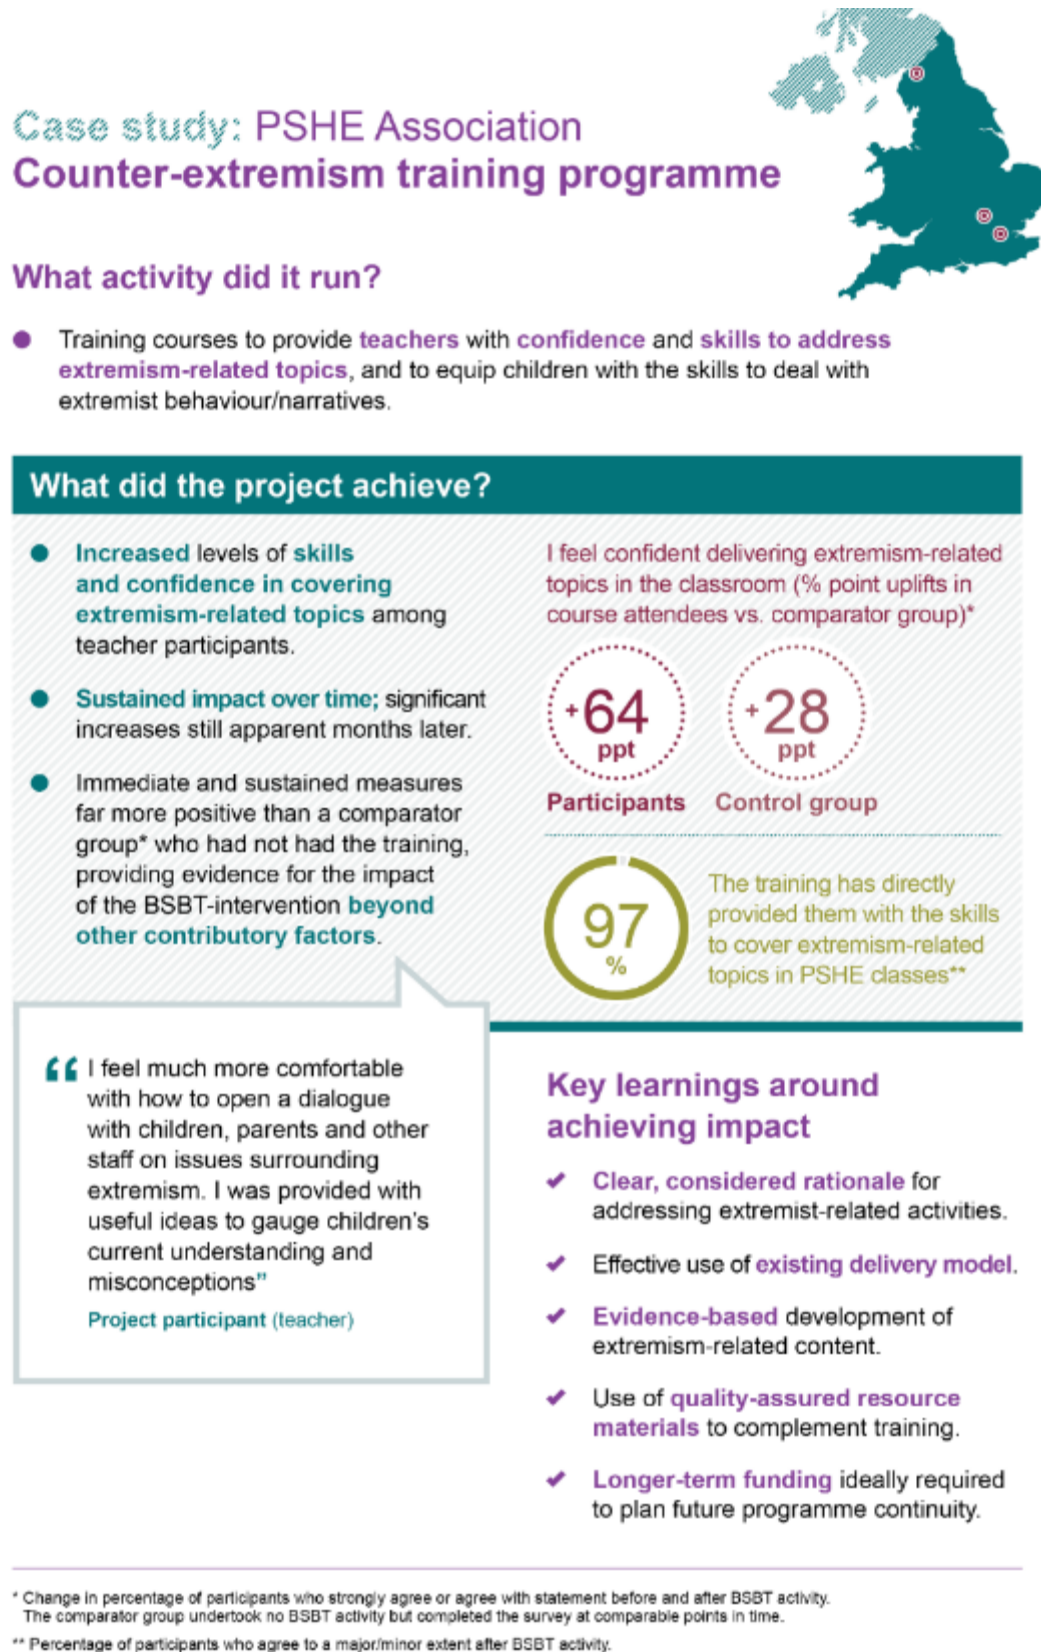 Case study: PSHE Association
Counter-extremism training programme
What activity did it run?
Training courses to provide teachers with confidence and skills to address
extremism-related topics, and to equip children with the skills to deal with
extremist behaviour/narratives.
What did the project achieve?
Increased levels of skills
and confidence in covering
extremism-related topics among
teacher participants.
Sustained impact over time; significant
increases still apparent months later.
Immediate and sustained measures
far more positive than a comparator
group* who had not had the training,
providing evidence for the impact
of the BSBT-intervention beyond
other contributory factors.
I feel confident delivering extremism-related
topics in the classroom (% point uplifts in
course attendees vs. comparator group)*
+64
ppt
Participants
+28
ppt
Control group
97
%
The training has directly
provided them with the skills
to cover extremism-related
topics in PSHE classes**
“ I feel much more comfortable
with how to open a dialogue
with children, parents and other
staff on issues surrounding
extremism. I was provided with
useful ideas to gauge children's
current understanding and
misconceptions”
Project participant (teacher)
Key learnings around
achieving impact
Clear, considered rationale for
addressing extremist-related activities.
Effective use of existing delivery model.
Evidence-based development of
extremism-related content.
Use of quality-assured resource
materials to complement training.
Longer-term funding ideally required
to plan future programme continuity.
* Change in percentage of participants who strongly agree or agree with statement before and after BSBT activity.
The comparator group undertook no BSBT activity but completed the survey at comparable points in time.
** Percentage of participants who agree to a major/minor extent after BSBT activity.